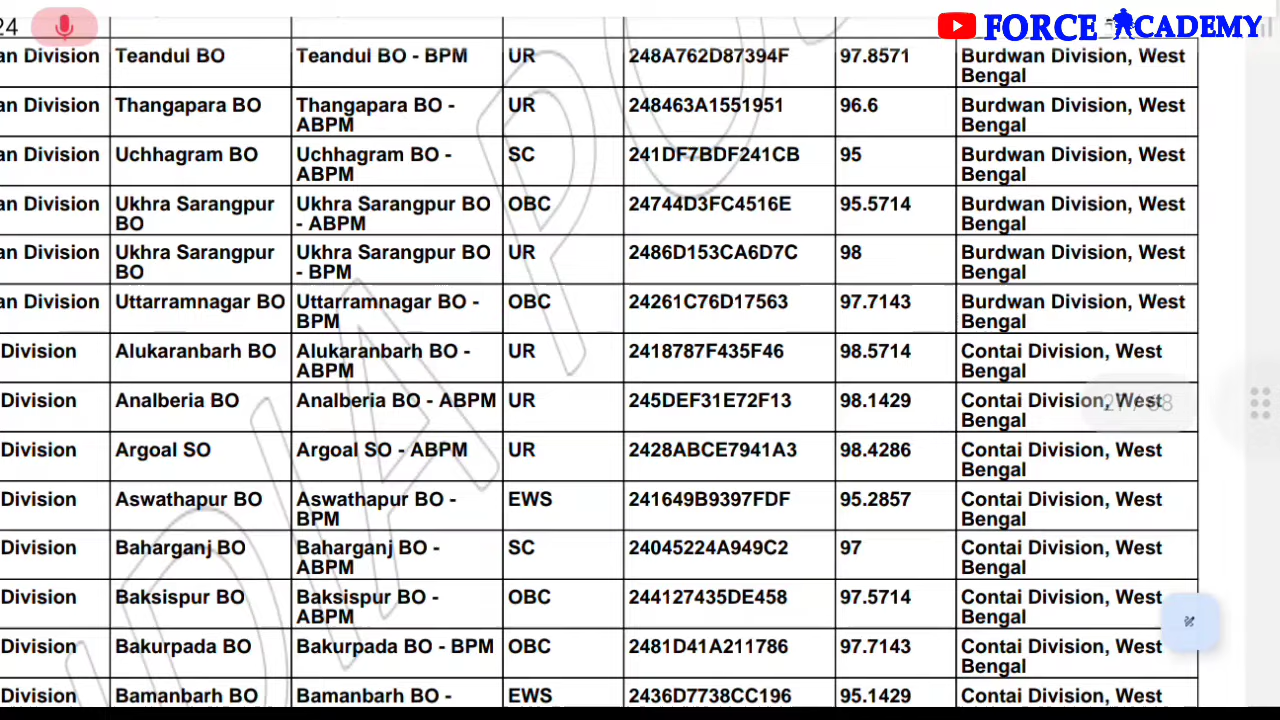 24
FORCE ACADEMY
an Division Teandul BO Teandul BO - BPM UR 248A762D87394F 97.8571 Burdwan Division, West
Bengal
an Division Thangapara BO Thangapara BO - UR 248463A1551951 96.6 Burdwan Division, West
ABPM Bengal
an Division Uchhagram BO Uchhagram BO - SC 241DF7BDF241CB 95 Burdwan Division, West
ABPM Bengal
an Division Ukhra Sarangpur Ukhra Sarangpur BO OBC 24744D3FC4516E 95.5714 Burdwan Division, West
BO - ABPM Bengal
an Division Ukhra Sarangpur Ukhra Sarangpur BO UR 2486D153CA6D7C 98 Burdwan Division, West
BO - BPM Bengal
an Division Uttarramnagar BO Uttarramnagar BO - OBC 24261C76D17563 97.7143 Burdwan Division, West
BPM Bengal
Division Alukaranbarh BO Alukaranbarh BO - UR 2418787F435F46 98.5714 Contai Division, West
ABPM Bengal
Division Analberia BO Analberia BO - ABPM UR 245DEF31E72F13 98.1429 Contai Division, West
Bengal
Division Argoal SO Argoal SO - ABPM UR 2428ABCE7941A3 98.4286 Contai Division, West
Bengal
Division Aswathapur BO Aswathapur BO - EWS 241649B9397FDF 95.2857 Contai Division, West
BPM Bengal
Division Baharganj BO Baharganj BO - SC 24045224A949C2 97 Contai Division, West
ABPM Bengal
Division Baksispur BO Baksispur BO - OBC 244127435DE458 97.5714 Contai Division, West
ABPM Bengal
Division Bakurpada BO Bakurpada BO - BPM OBC 2481D41A211786 97.7143 Contai Division, West
Bengal
Division Bamanbarh BO Bamanbarh BO - EWS 2436D7738CC196 95.1429 Contai Division, West